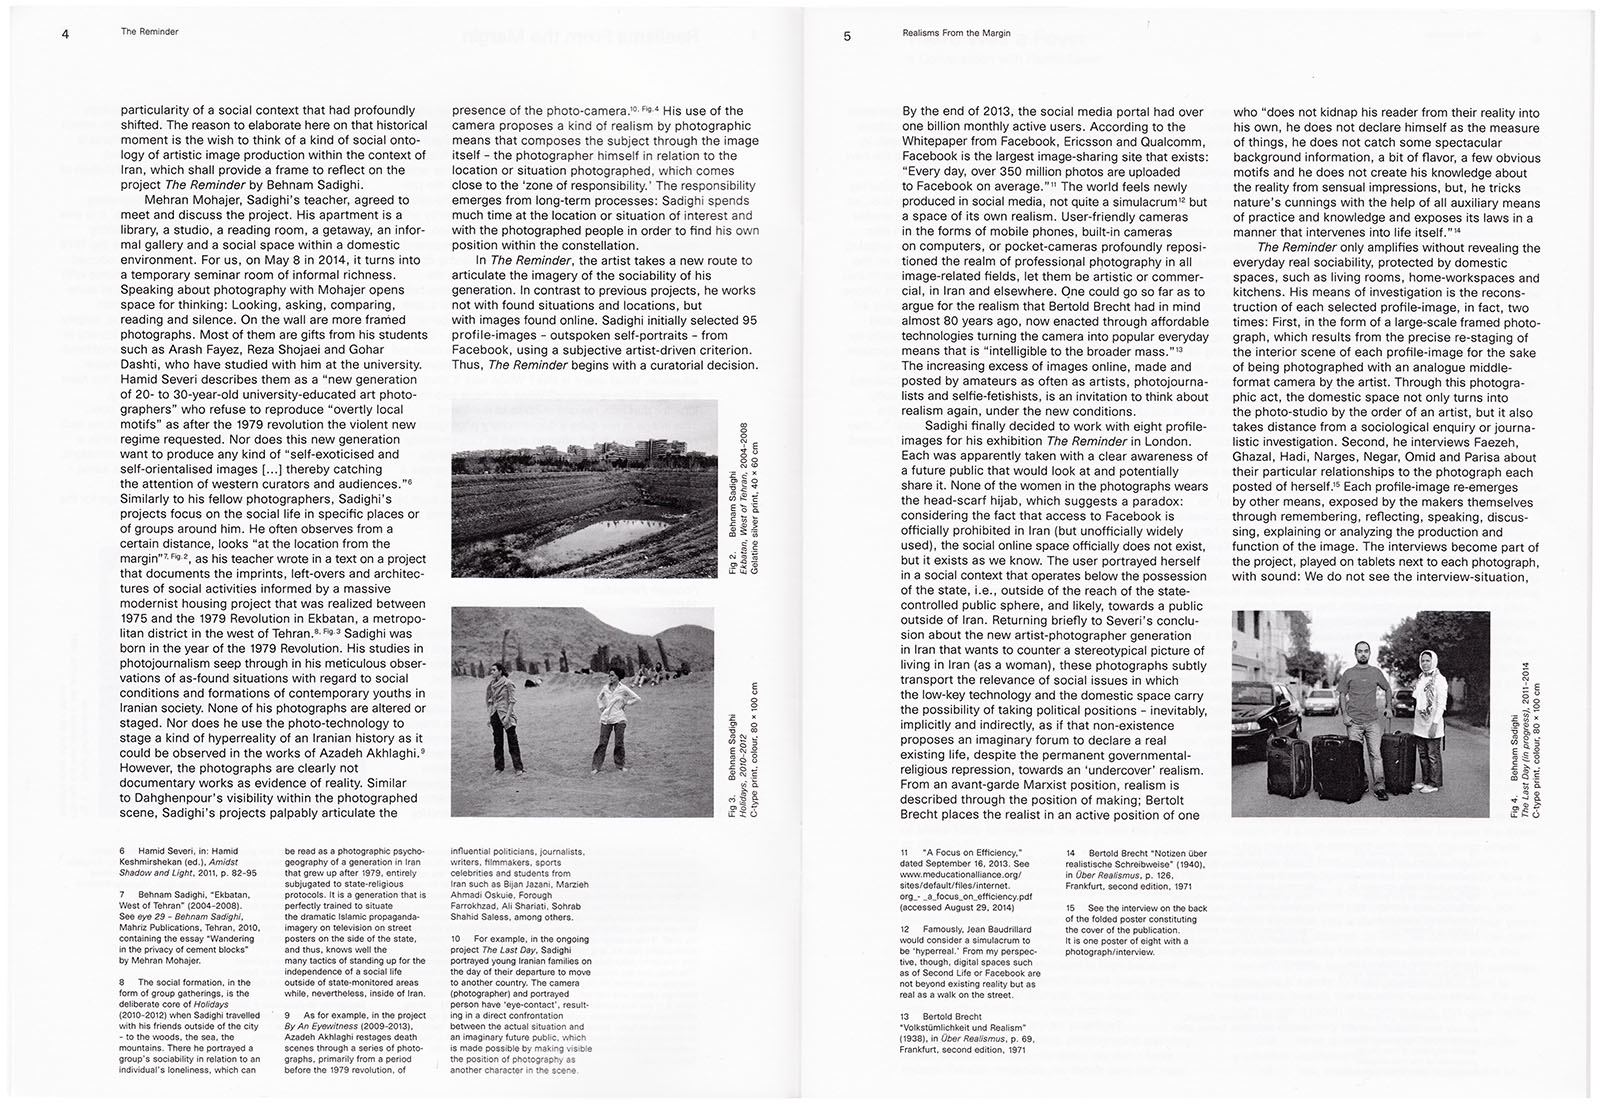 4
The Reminder
particularity of a social context that had profoundly
shifted. The reason to elaborate here on that historical
moment is the wish to think of a kind of social onto-
logy of artistic image production within the context of
Iran, which shall provide a frame to reflect on the
project The Reminder by Behnam Sadighi.
Mehran Mohajer, Sadighi's teacher, agreed to
meet and discuss the project. His apartment is a
library, a studio, a reading room, a getaway, an infor-
mal gallery and a social space within a domestic
environment. For us, on May 8 in 2014, it turns into
a temporary seminar room of informal richness.
Speaking about photography with Mohajer opens
space for thinking: Looking, asking, comparing,
reading and silence. On the wall are more framed
photographs. Most of them are gifts from his students
such as Arash Fayez, Reza Shojaei and Gohar
Dashti, who have studied with him at the university.
Hamid Severi describes them as a “new generation
of 20- to 30-year-old university-educated art photo-
graphers” who refuse to reproduce “overtly local
motifs” as after the 1979 revolution the violent new
regime requested. Nor does this new generation
want to produce any kind of “self-exoticised and
self-orientalised images [...] thereby catching
the attention of western curators and audiences.”6
Similarly to his fellow photographers, Sadighi's
projects focus on the social life in specific places or
of groups around him. He often observes from a
certain distance, looks “at the location from the
margin”7, Fig.2, as his teacher wrote in a text on a project
that documents the imprints, left-overs and architec-
tures of social activities informed by a massive
modernist housing project that was realized between
1975 and the 1979 Revolution in Ekbatan, a metropo-
litan district in the west of Tehran.8, Fig.3 Sadighi was
born in the year of the 1979 Revolution. His studies in
photojournalism seep through in his meticulous obser-
vations of as-found situations with regard to social
conditions and formations of contemporary youths in
Iranian society. None of his photographs are altered or
staged. Nor does he use the photo-technology to
stage a kind of hyperreality of an Iranian history as it
could be observed in the works of Azadeh Akhlaghi.9
However, the photographs are clearly not
documentary works as evidence of reality. Similar
to Dahghenpour's visibility within the photographed
scene, Sadighi's projects palpably articulate the
presence of the photo-camera.10, Fig.4 His use of the
camera proposes a kind of realism by photographic
means that composes the subject through the image
itself – the photographer himself in relation to the
location or situation photographed, which comes
close to the ‘zone of responsibility.’ The responsibility
emerges from long-term processes: Sadighi spends
much time at the location or situation of interest and
with the photographed people in order to find his own
position within the constellation.
In The Reminder, the artist takes a new route to
articulate the imagery of the sociability of his
generation. In contrast to previous projects, he works
not with found situations and locations, but
with images found online. Sadighi initially selected 95
profile-images – outspoken self-portraits – from
Facebook, using a subjective artist-driven criterion.
Thus, The Reminder begins with a curatorial decision.
Fig 2. Behnam Sadighi
Ekbatan, West of Tehran, 2004–2008
Gelatine silver print, 40 × 60 cm
Fig 3. Behnam Sadighi
Holidays, 2010–2012
C-type print, colour, 80 × 100 cm
6 Hamid Severi, in: Hamid
Keshmirshekan (ed.), Amidst
Shadow and Light, 2011, p. 82–95
7 Behnam Sadighi, “Ekbatan,
West of Tehran” (2004–2008).
See eye 29 – Behnam Sadighi,
Mahriz Publications, Tehran, 2010,
containing the essay “Wandering
in the privacy of cement blocks”
by Mehran Mohajer.
8 The social formation, in the
form of group gatherings, is the
deliberate core of Holidays
(2010–2012) when Sadighi travelled
with his friends outside of the city
– to the woods, the sea, the
mountains. There he portrayed a
group's sociability in relation to an
individual's loneliness, which can
be read as a photographic psycho-
geography of a generation in Iran
that grew up after 1979, entirely
subjugated to state-religious
protocols. It is a generation that is
perfectly trained to situate
the dramatic Islamic propaganda-
imagery on television on street
posters on the side of the state,
and thus, knows well the
many tactics of standing up for the
independence of a social life
outside of state-monitored areas
while, nevertheless, inside of Iran.
9 As for example, in the project
By An Eyewitness (2009–2013),
Azadeh Akhlaghi restages death
scenes through a series of photo-
graphs, primarily from a period
before the 1979 revolution, of
influential politicians, journalists,
writers, filmmakers, sports
celebrities and students from
Iran such as Bijan Jazani, Marzieh
Ahmadi Oskuie, Forough
Farrokhzad, Ali Shariati, Sohrab
Shahid Saless, among others.
10 For example, in the ongoing
project The Last Day, Sadighi
portrayed young Iranian families on
the day of their departure to move
to another country. The camera
(photographer) and portrayed
person have ‘eye-contact’, result-
ing in a direct confrontation
between the actual situation and
an imaginary future public, which
is made possible by making visible
the position of photography as
another character in the scene.
5
Realisms From the Margin
By the end of 2013, the social media portal had over
one billion monthly active users. According to the
Whitepaper from Facebook, Ericsson and Qualcomm,
Facebook is the largest image-sharing site that exists:
“Every day, over 350 million photos are uploaded
to Facebook on average.”11 The world feels newly
produced in social media, not quite a simulacrum12 but
a space of its own realism. User-friendly cameras
in the forms of mobile phones, built-in cameras
on computers, or pocket-cameras profoundly reposi-
tioned the realm of professional photography in all
image-related fields, let them be artistic or commer-
cial, in Iran and elsewhere. One could go so far as to
argue for the realism that Bertold Brecht had in mind
almost 80 years ago, now enacted through affordable
technologies turning the camera into popular everyday
means that is “intelligible to the broader mass.”13
The increasing excess of images online, made and
posted by amateurs as often as artists, photojourna-
lists and selfie-fetishists, is an invitation to think about
realism again, under the new conditions.
Sadighi finally decided to work with eight profile-
images for his exhibition The Reminder in London.
Each was apparently taken with a clear awareness of
a future public that would look at and potentially
share it. None of the women in the photographs wears
the head-scarf hijab, which suggests a paradox:
considering the fact that access to Facebook is
officially prohibited in Iran (but unofficially widely
used), the social online space officially does not exist,
but it exists as we know. The user portrayed herself
in a social context that operates below the possession
of the state, i.e., outside of the reach of the state-
controlled public sphere, and likely, towards a public
outside of Iran. Returning briefly to Severi's conclu-
sion about the new artist-photographer generation
in Iran that wants to counter a stereotypical picture of
living in Iran (as a woman), these photographs subtly
transport the relevance of social issues in which
the low-key technology and the domestic space carry
the possibility of taking political positions – inevitably,
implicitly and indirectly, as if that non-existence
proposes an imaginary forum to declare a real
existing life, despite the permanent governmental-
religious repression, towards an ‘undercover’ realism.
From an avant-garde Marxist position, realism is
described through the position of making; Bertolt
Brecht places the realist in an active position of one
who “does not kidnap his reader from their reality into
his own, he does not declare himself as the measure
of things, he does not catch some spectacular
background information, a bit of flavor, a few obvious
motifs and he does not create his knowledge about
the reality from sensual impressions, but, he tricks
nature's cunnings with the help of all auxiliary means
of practice and knowledge and exposes its laws in a
manner that intervenes into life itself.”14
The Reminder only amplifies without revealing the
everyday real sociability, protected by domestic
spaces, such as living rooms, home-workspaces and
kitchens. His means of investigation is the recons-
truction of each selected profile-image, in fact, two
times: First, in the form of a large-scale framed photo-
graph, which results from the precise re-staging of
the interior scene of each profile-image for the sake
of being photographed with an analogue middle-
format camera by the artist. Through this photogra-
phic act, the domestic space not only turns into
the photo-studio by the order of an artist, but it also
takes distance from a sociological enquiry or journa-
listic investigation. Second, he interviews Faezeh,
Ghazal, Hadi, Narges, Negar, Omid and Parisa about
their particular relationships to the photograph each
posted of herself.15 Each profile-image re-emerges
by other means, exposed by the makers themselves
through remembering, reflecting, speaking, discus-
sing, explaining or analyzing the production and
function of the image. The interviews become part of
the project, played on tablets next to each photograph,
with sound: We do not see the interview-situation,
Fig 4. Behnam Sadighi
The Last Day (in progress), 2011–2014
C-type print, colour, 80 × 100 cm
11 “A Focus on Efficiency,”
dated September 16, 2013. See
www.meducationalliance.org/
sites/default/files/internet.
org_- _a_focus_on_efficiency.pdf
(accessed August 29, 2014)
12 Famously, Jean Baudrillard
would consider a simulacrum to
be ‘hyperreal.’ From my perspec-
tive, though, digital spaces such
as of Second Life or Facebook are
not beyond existing reality but as
real as a walk on the street.
13 Bertold Brecht
“Volkstümlichkeit und Realism”
(1938), in Über Realismus, p. 69,
Frankfurt, second edition, 1971
14 Bertold Brecht “Notizen über
realistische Schreibweise” (1940),
in Über Realismus, p. 126,
Frankfurt, second edition, 1971
15 See the interview on the back
of the folded poster constituting
the cover of the publication.
It is one poster of eight with a
photograph/interview.